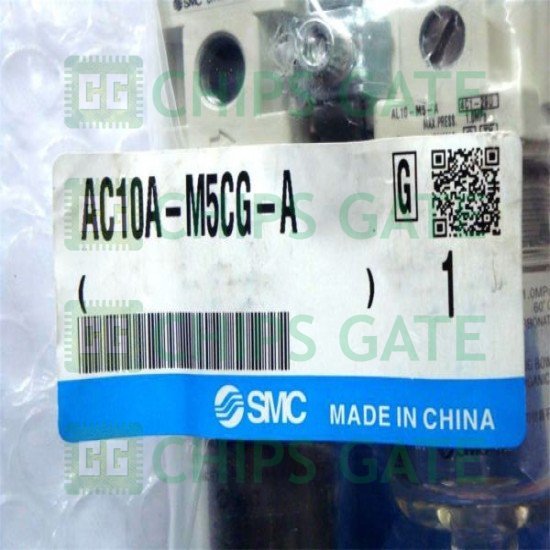 SMC
CHIPS GATE
AL10-M5-A
MAX PRESS.
AC10A-M5CG-A
G
( ) 1
CHIPS GATE
CHIPS GATE
SMC MADE IN CHINA
CHIPS GATE